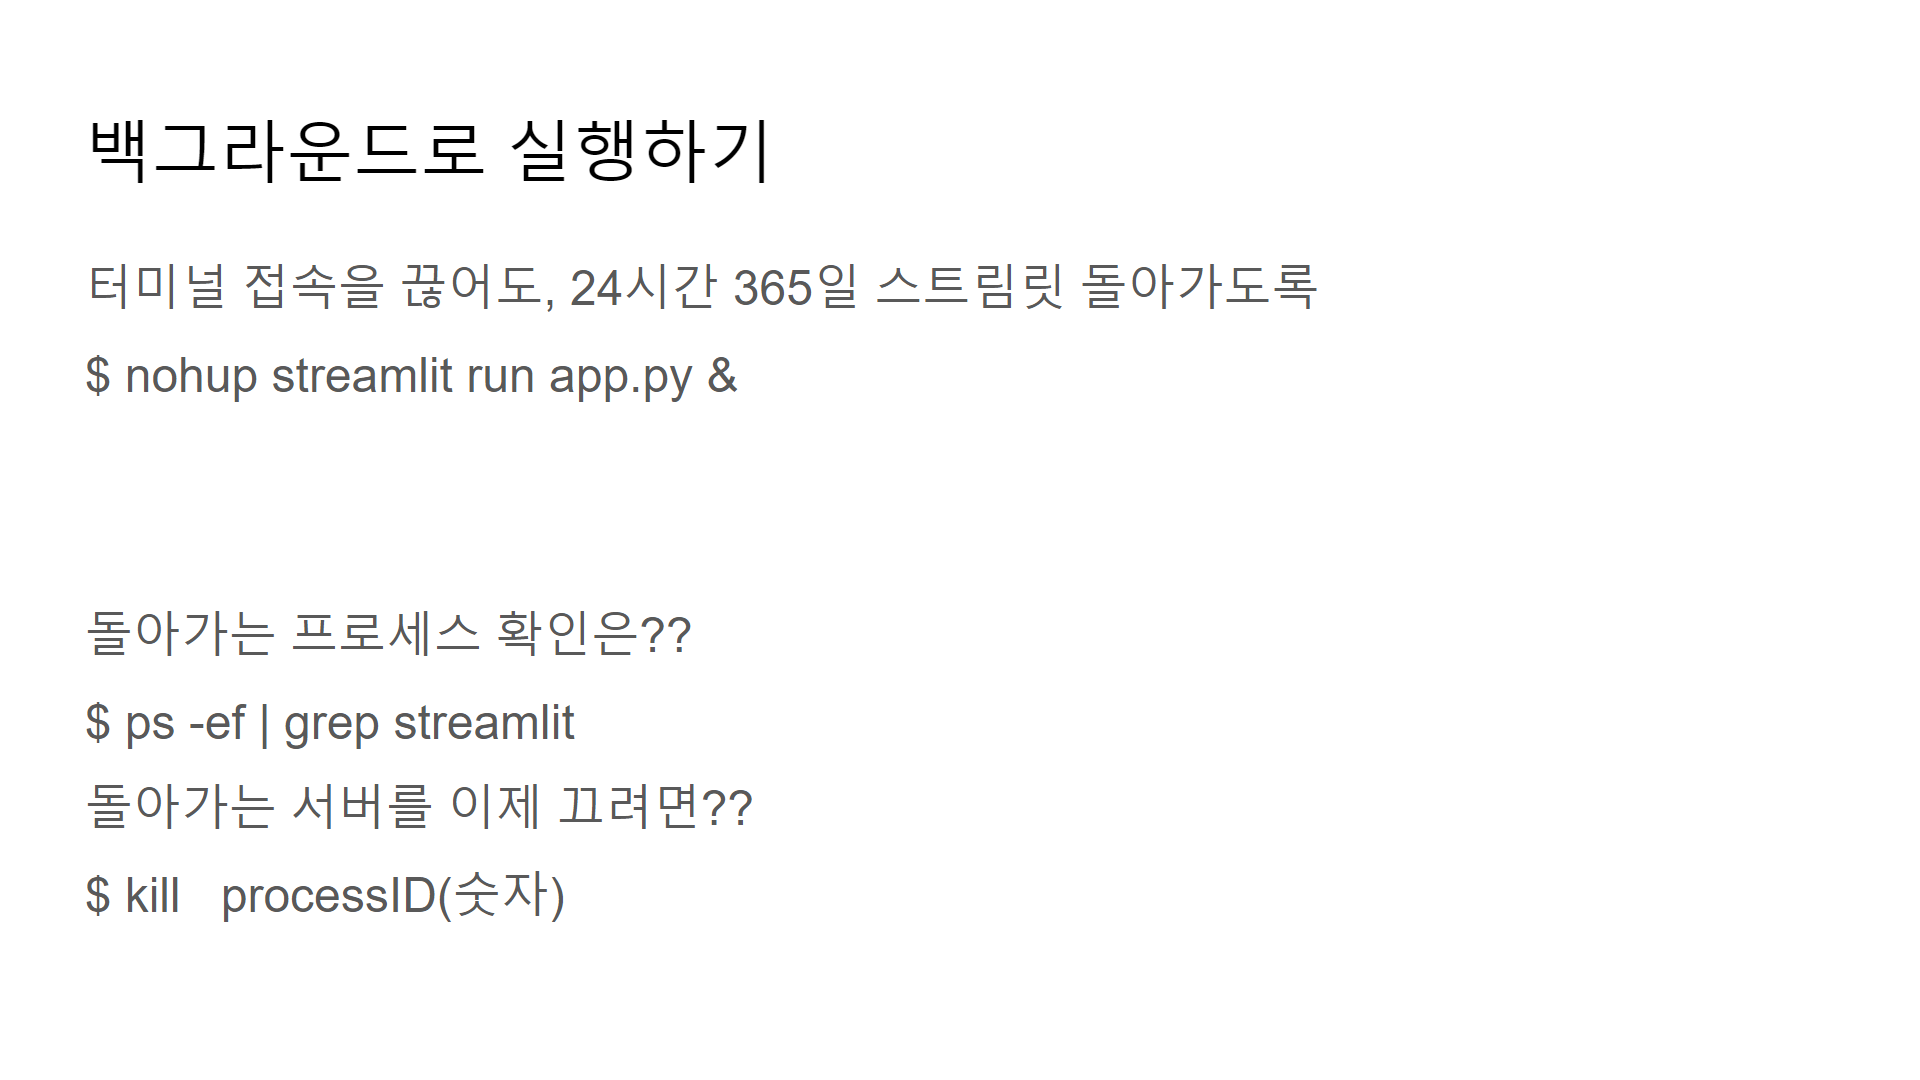 백그라운드로 실행하기
터미널 접속을 끊어도, 24시간 365일 스트림릿 돌아가도록
$ nohup streamlit run app.py &
돌아가는 프로세스 확인은??
$ ps -ef | grep streamlit
돌아가는 서버를 이제 끄려면??
$ kill   processID(숫자)